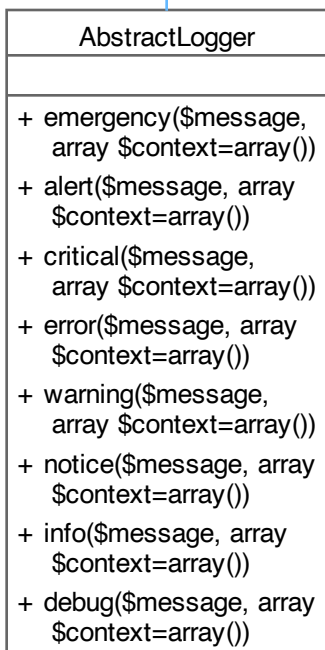 AbstractLogger
+ emergency($message,
array $context=array())
+ alert($message, array
$context=array())
+ critical($message,
array $context=array())
+ error($message, array
$context=array())
+ warning($message,
array $context=array())
+ notice($message, array
$context=array())
+ info($message, array
$context=array())
+ debug($message, array
$context=array())